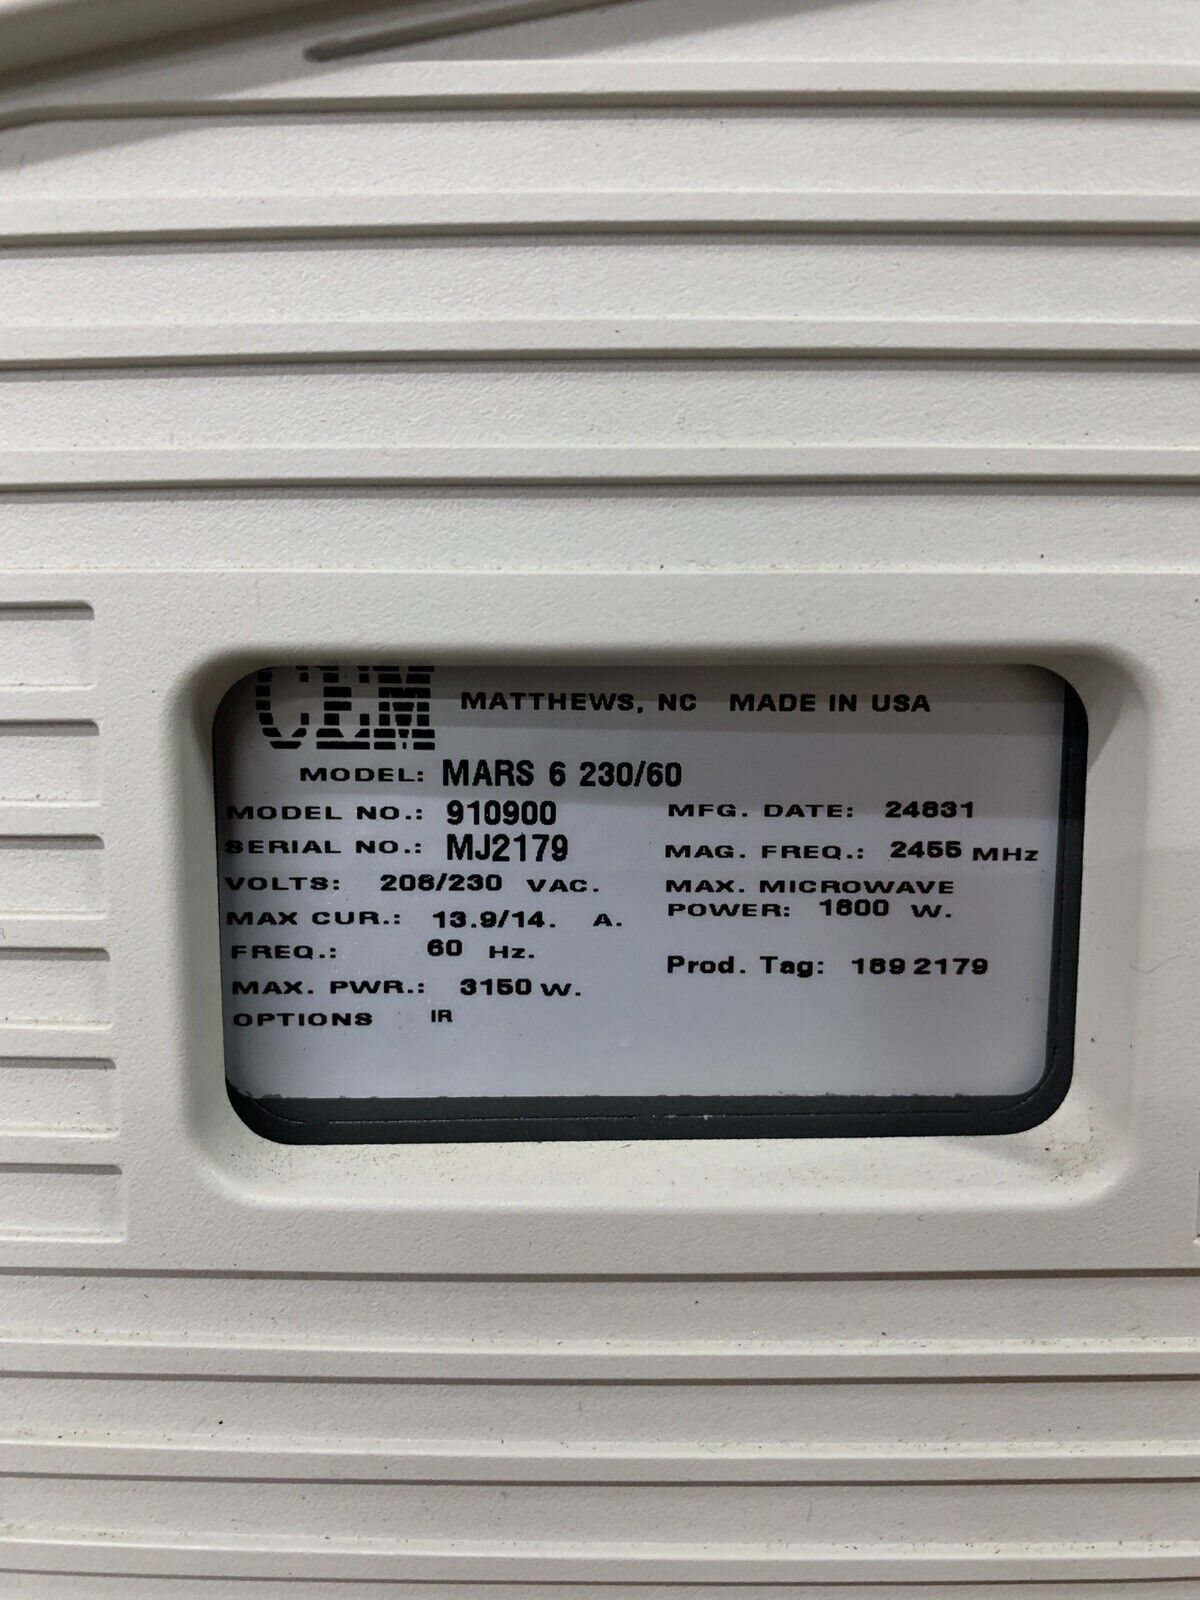 CEM MATTHEWS, NC MADE IN USA
MODEL: MARS 6 230/60
MODEL NO.: 910900 MFG. DATE: 24831
SERIAL NO.: MJ2179 MAG. FREQ.: 2455 MHz
VOLTS: 208/230 VAC. MAX. MICROWAVE
MAX CUR.: 13.9/14. A. POWER: 1800 W.
FREQ.: 60 Hz.
MAX. PWR.: 3150 W. Prod. Tag: 189 2179
OPTIONS IR